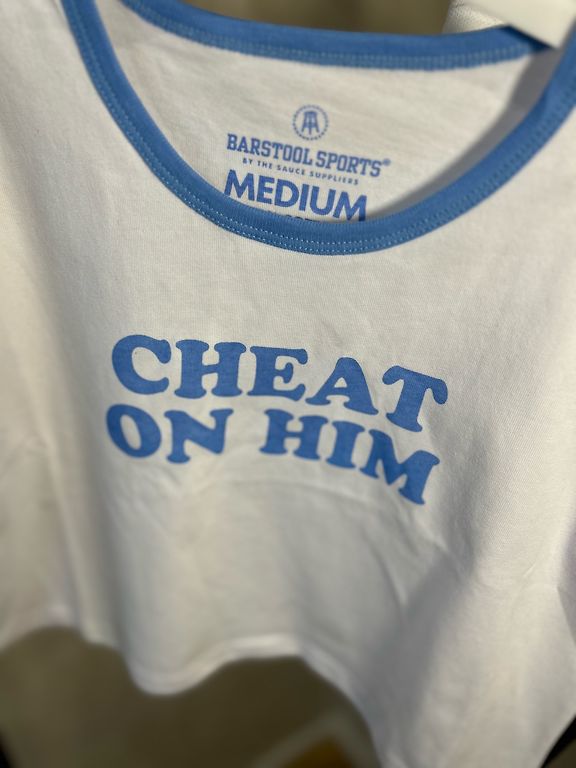 BARSTOOL SPORTS®
BY THE SAUCE SUPPLIERS
MEDIUM
CHEAT
ON HIM